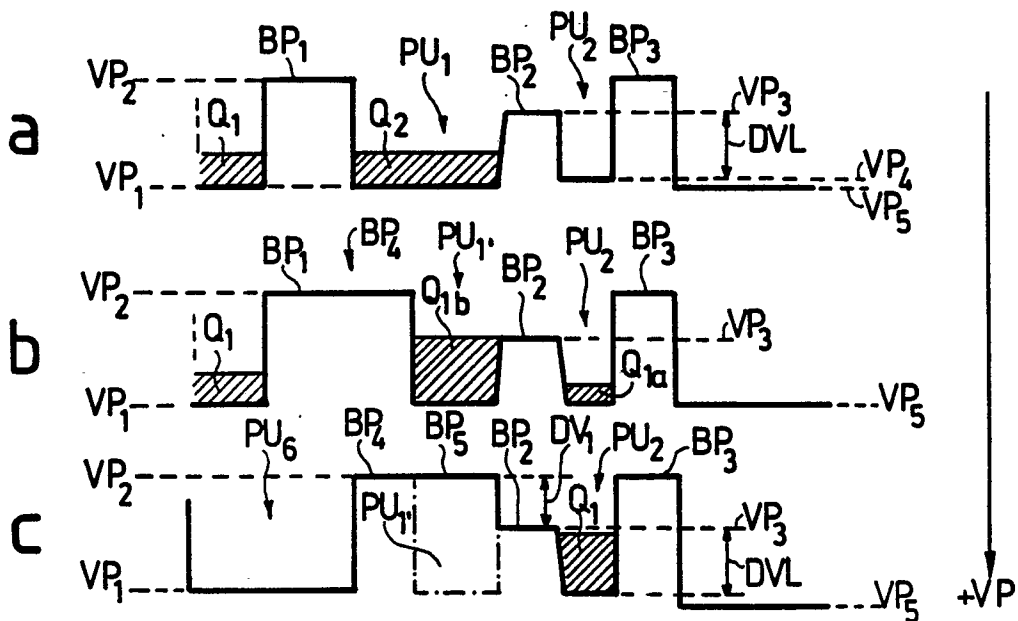 a
BP₁
PU₁
PU₂
BP₂
BP₃
VP₂
VP₃
Q₁
Q₂
DVL
VP₁
VP₄
VP₅
b
BP₁
BP₄
PU₁'
PU₂
BP₂
BP₃
VP₂
Q₁b
VP₃
Q₁
Q₁a
VP₁
VP₅
c
PU₆
BP₄
BP₅
BP₂
DV₁
PU₂
BP₃
VP₂
PU₁'
Q₁
VP₃
DVL
VP₁
VP₅
+VP